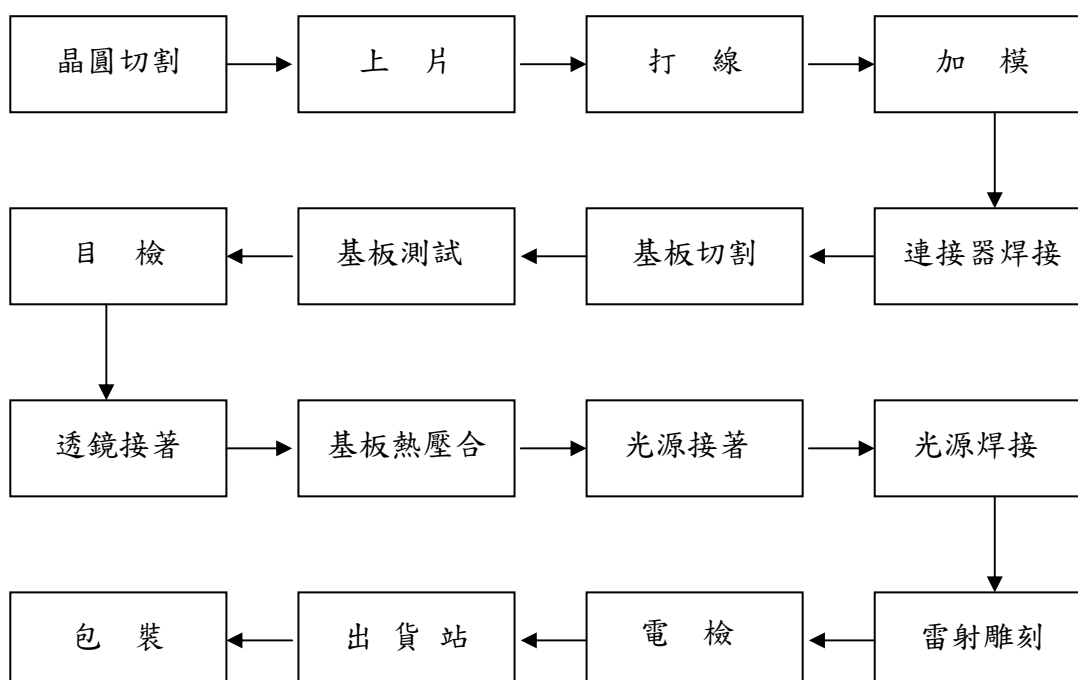 晶圓切割
上 片
打 線
加 模
連接器焊接
基板切割
基板測試
目 檢
透鏡接著
基板熱壓合
光源接著
光源焊接
雷射雕刻
電 檢
出 貨 站
包 裝